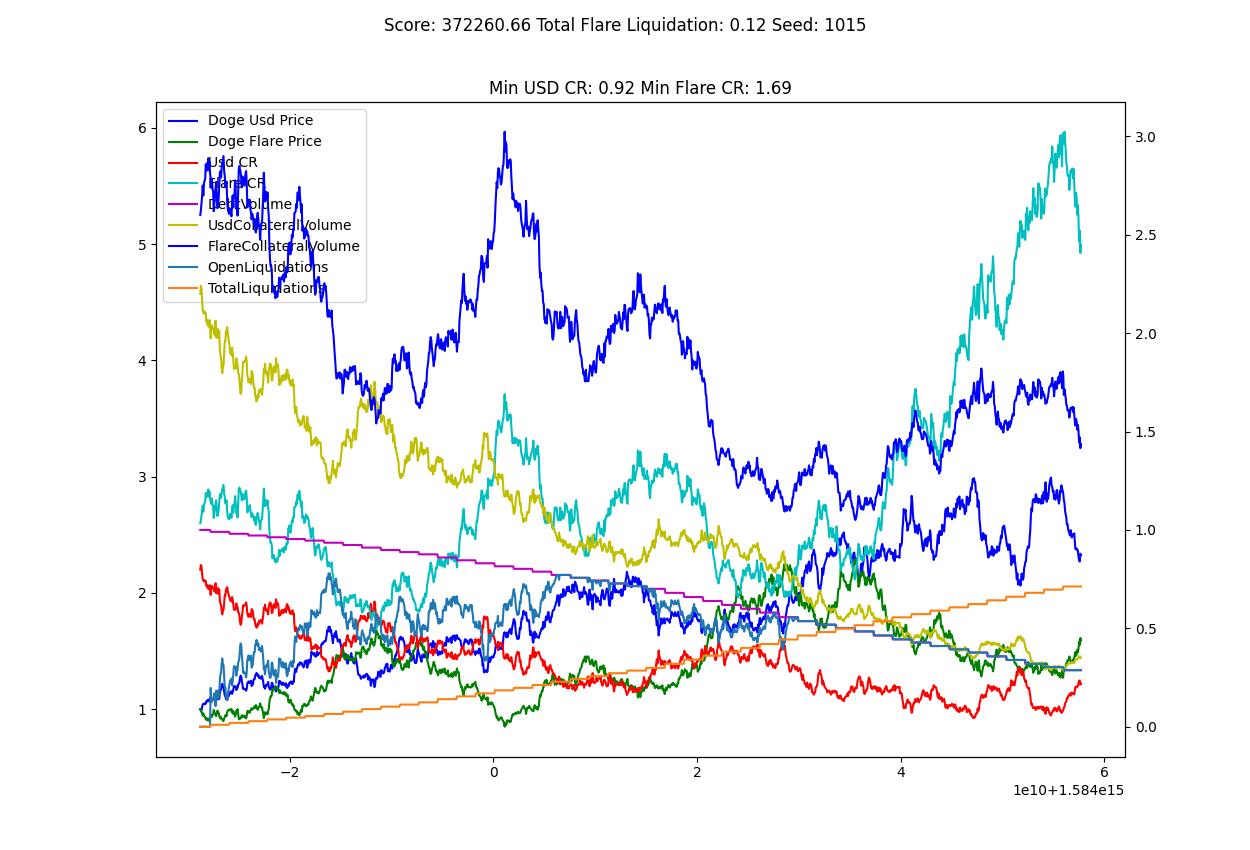 Score: 372260.66 Total Flare Liquidation: 0.12 Seed: 1015
Min USD CR: 0.92 Min Flare CR: 1.69
Doge Usd Price
Doge Flare Price
Usd CR
Flare CR
DebtVolume
UsdCollateralVolume
FlareCollateralVolume
OpenLiquidations
TotalLiquidations
6
5
4
3
2
1
3.0
2.5
2.0
1.5
1.0
0.5
0.0
−2
0
2
4
6
1e10+1.584e15